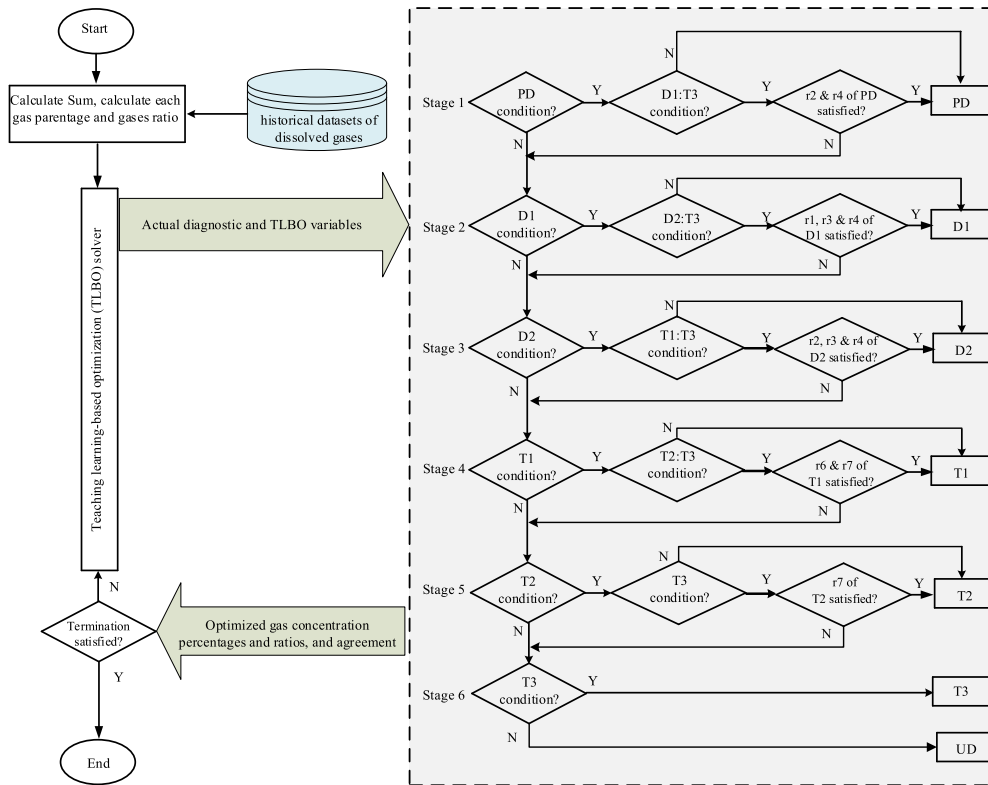 Start
Calculate Sum, calculate each
gas parentage and gases ratio
historical datasets of
dissolved gases
Teaching learning-based optimization (TLBO) solver
Actual diagnostic and TLBO variables
Optimized gas concentration
percentages and ratios, and agreement
N
Termination
satisfied?
Y
End
Stage 1
PD
condition?
Y
N
D1:T3
condition?
N
Y
r2 & r4 of PD
satisfied?
Y
N
PD
Stage 2
D1
condition?
Y
N
D2:T3
condition?
N
Y
r1, r3 & r4 of
D1 satisfied?
Y
N
D1
Stage 3
D2
condition?
Y
N
T1:T3
condition?
N
Y
r2, r3 & r4 of
D2 satisfied?
Y
N
D2
Stage 4
T1
condition?
Y
N
T2:T3
condition?
N
Y
r6 & r7 of
T1 satisfied?
Y
N
T1
Stage 5
T2
condition?
Y
N
T3
condition?
N
Y
r7 of
T2 satisfied?
Y
N
T2
Stage 6
T3
condition?
Y
N
T3
UD